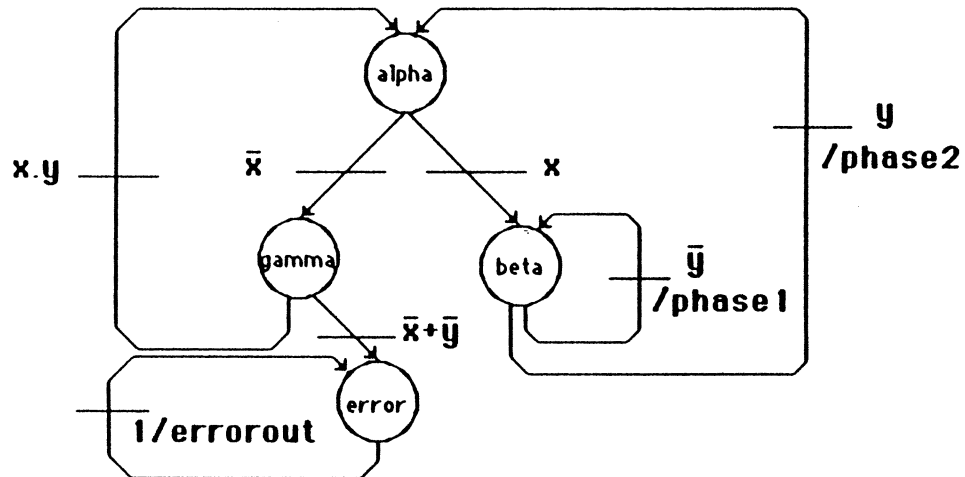 alpha
x̄
x
x.y
y
/phase2
gamma
beta
ȳ
/phase1
x̄+ȳ
error
1/errorout